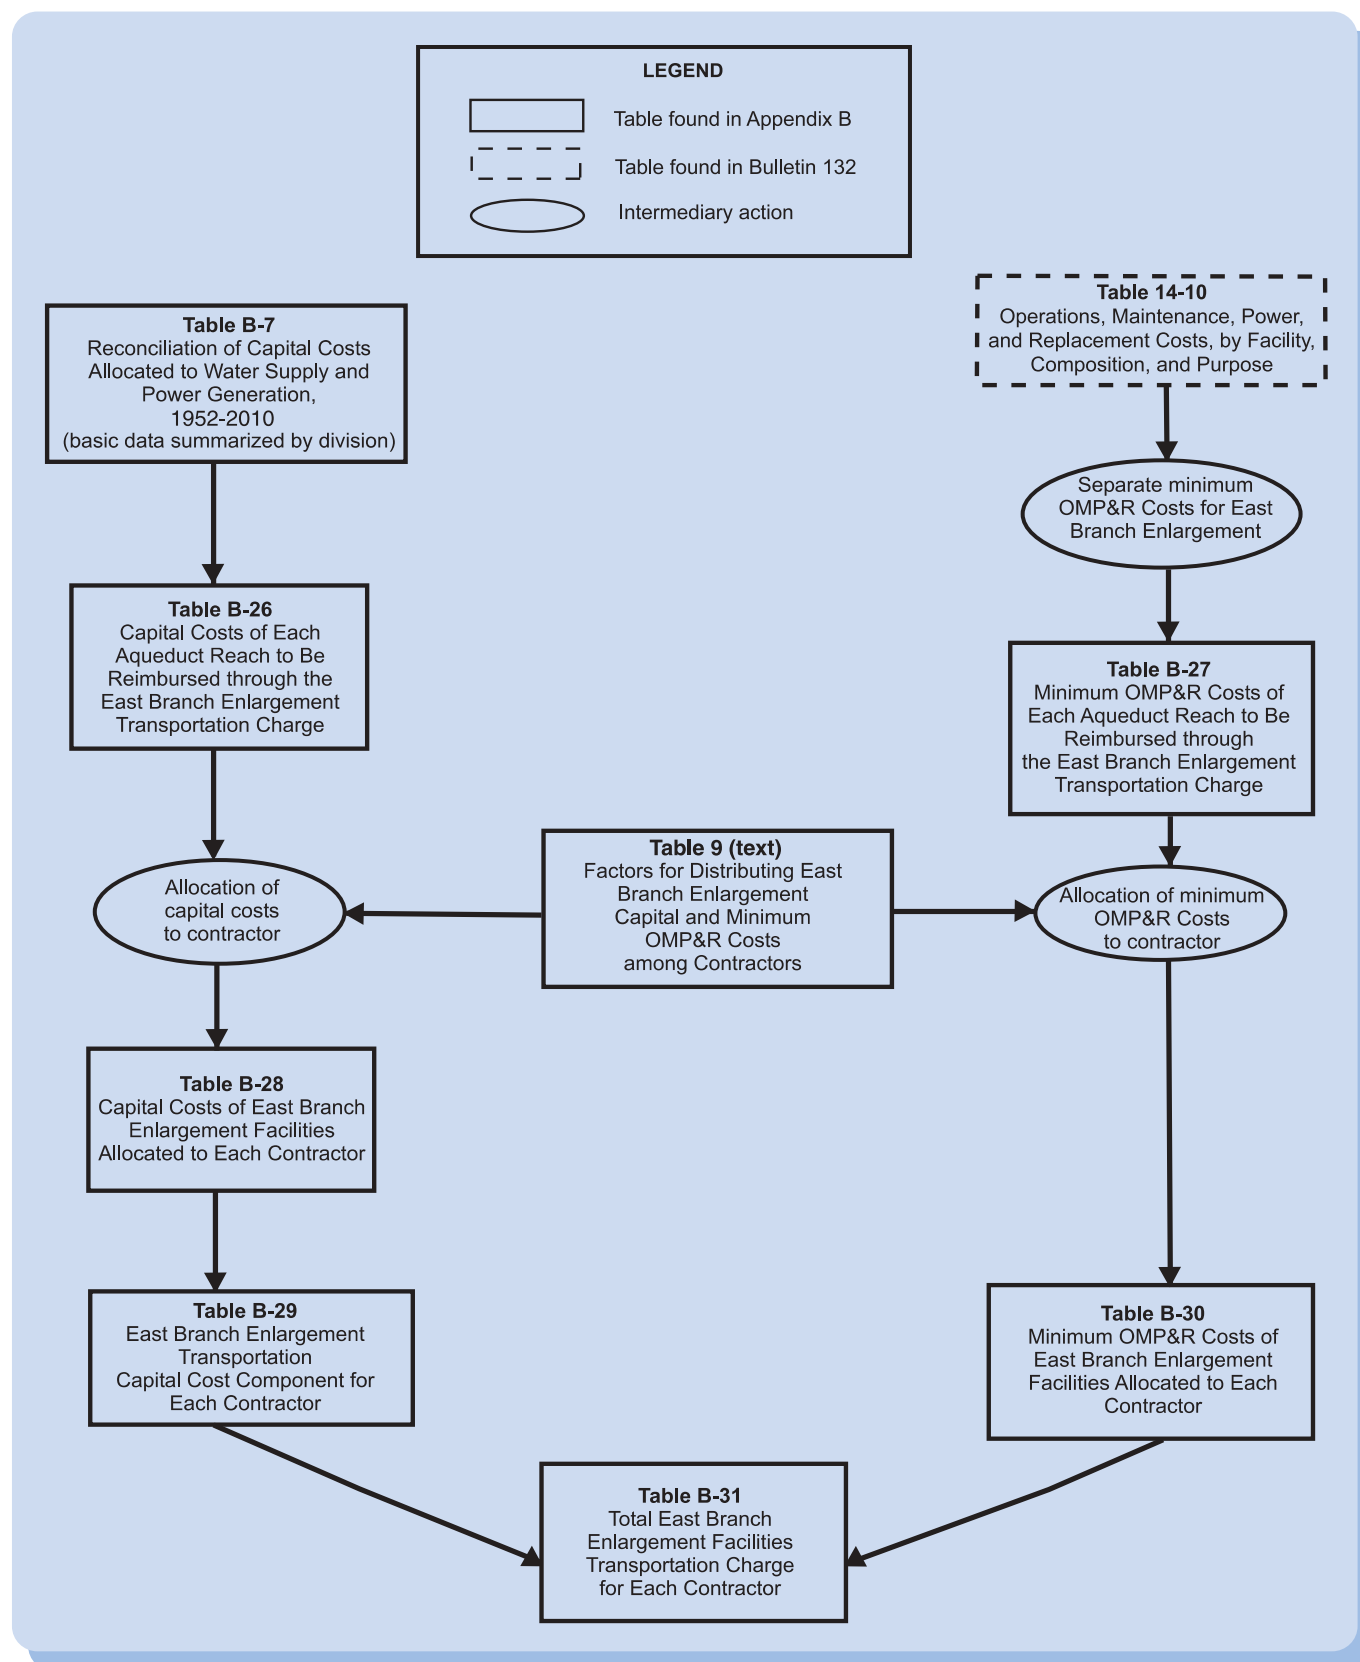 LEGEND
Table found in Appendix B
Table found in Bulletin 132
Intermediary action
Table B-7
Reconciliation of Capital Costs
Allocated to Water Supply and
Power Generation,
1952-2010
(basic data summarized by division)
Table 14-10
Operations, Maintenance, Power,
and Replacement Costs, by Facility,
Composition, and Purpose
Separate minimum
OMP&R Costs for East
Branch Enlargement
Table B-26
Capital Costs of Each
Aqueduct Reach to Be
Reimbursed through the
East Branch Enlargement
Transportation Charge
Table B-27
Minimum OMP&R Costs of
Each Aqueduct Reach to Be
Reimbursed through
the East Branch Enlargement
Transportation Charge
Allocation of
capital costs
to contractor
Table 9 (text)
Factors for Distributing East
Branch Enlargement
Capital and Minimum
OMP&R Costs
among Contractors
Allocation of minimum
OMP&R Costs
to contractor
Table B-28
Capital Costs of East Branch
Enlargement Facilities
Allocated to Each Contractor
Table B-29
East Branch Enlargement
Transportation
Capital Cost Component for
Each Contractor
Table B-30
Minimum OMP&R Costs of
East Branch Enlargement
Facilities Allocated to Each
Contractor
Table B-31
Total East Branch
Enlargement Facilities
Transportation Charge
for Each Contractor